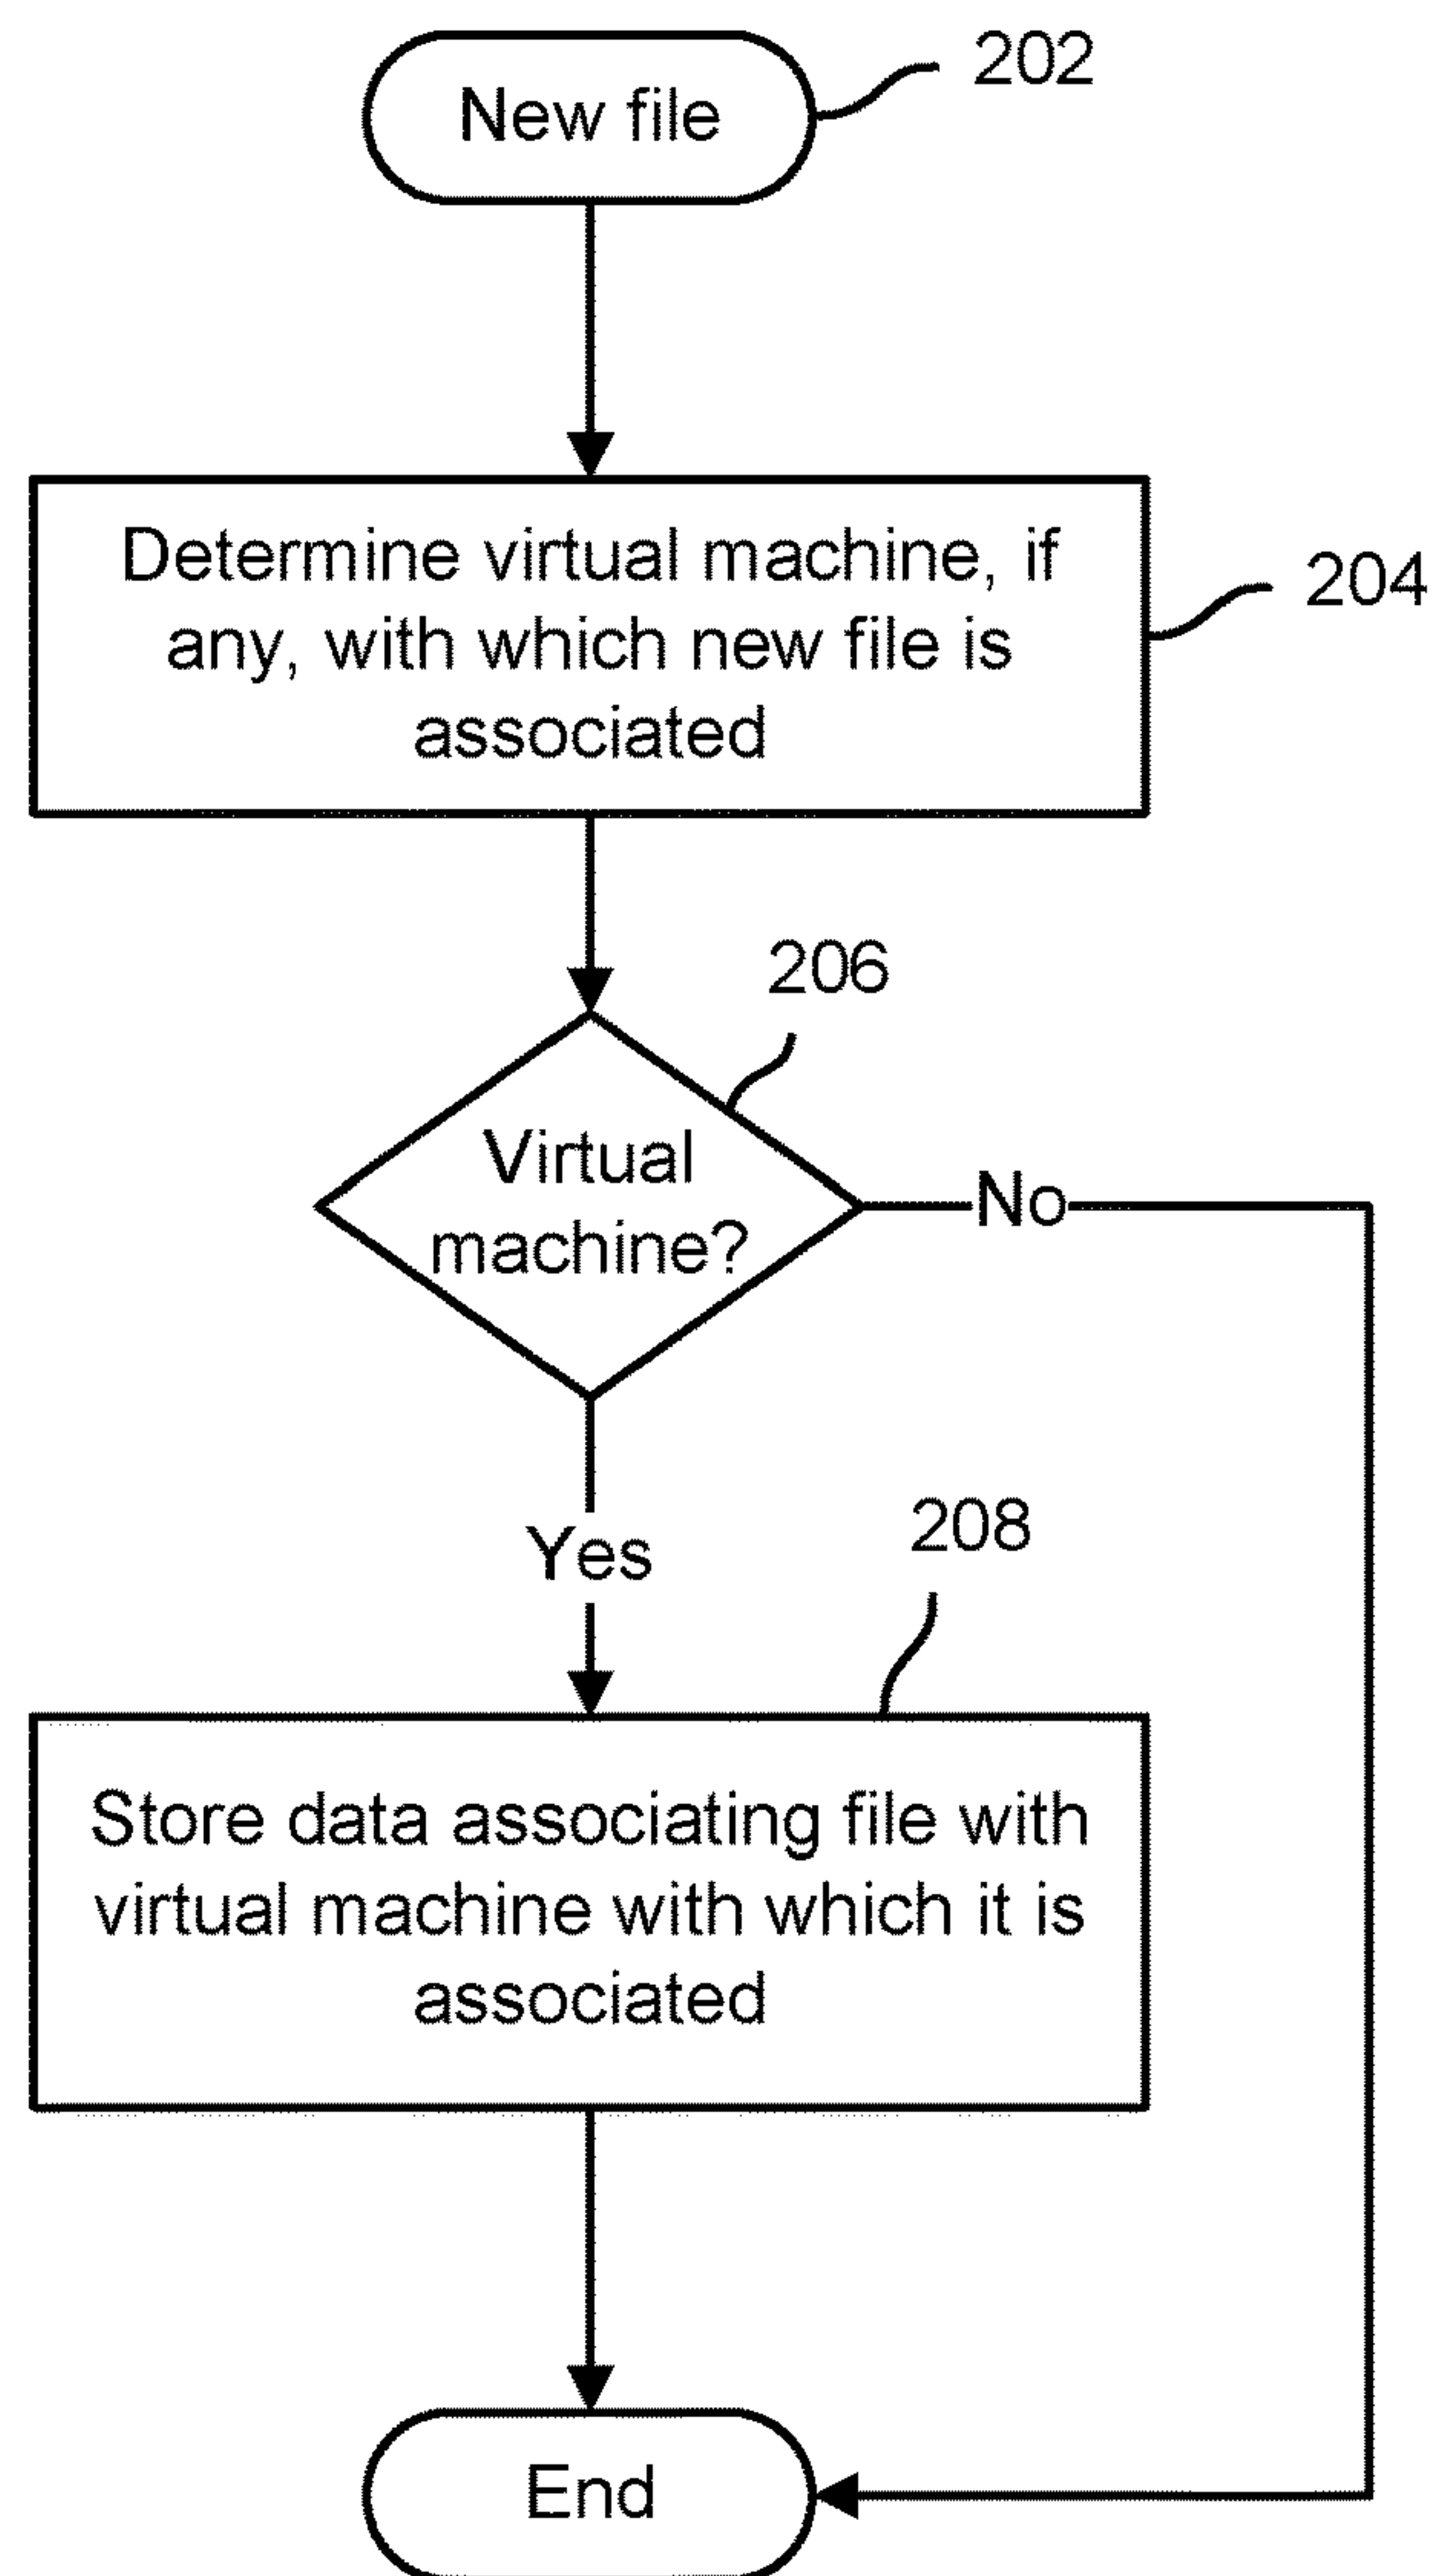 New file
202
Determine virtual machine, if
any, with which new file is
associated
204
206
Virtual
machine?
No
Yes
208
Store data associating file with
virtual machine with which it is
associated
End